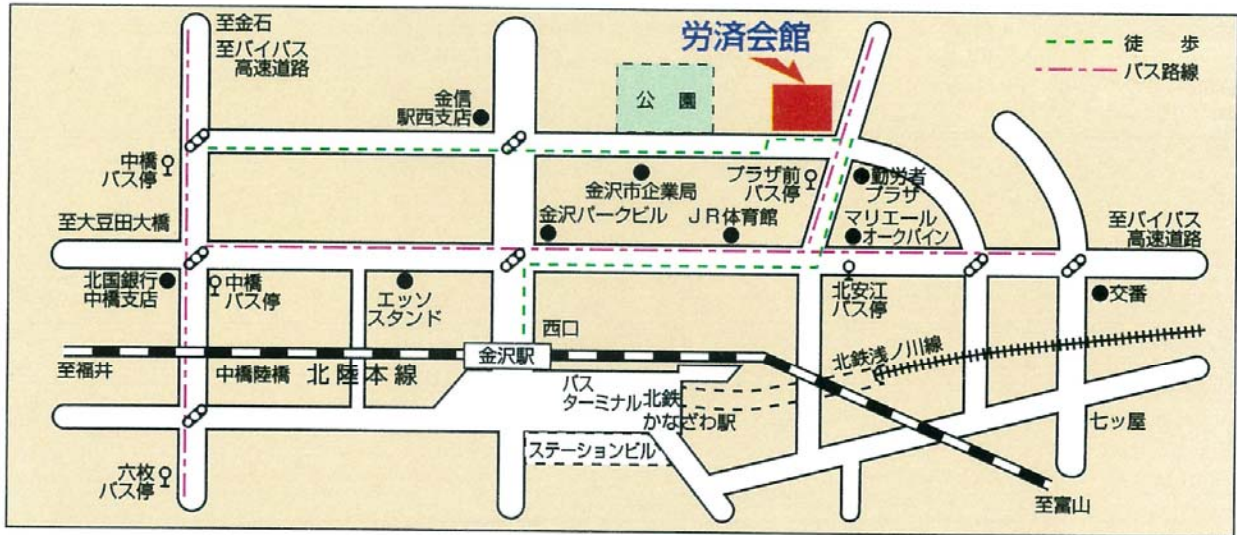 至金石
至バイパス
高速道路
労済会館
徒　歩
バス路線
公　園
金信
駅西支店
中橋
バス停
金沢市企業局
プラザ前
バス停
勤労者
プラザ
至大豆田大橋
金沢パークビル
JR体育館
マリエール
オークパイン
至バイパス
高速道路
北国銀行
中橋支店
中橋
バス停
エッソ
スタンド
西口
北安江
バス停
交番
金沢駅
北鉄浅ノ川線
至福井
中橋陸橋
北陸本線
バス
ターミナル
北鉄
かなざわ駅
七ッ屋
ステーションビル
六枚
バス停
至富山